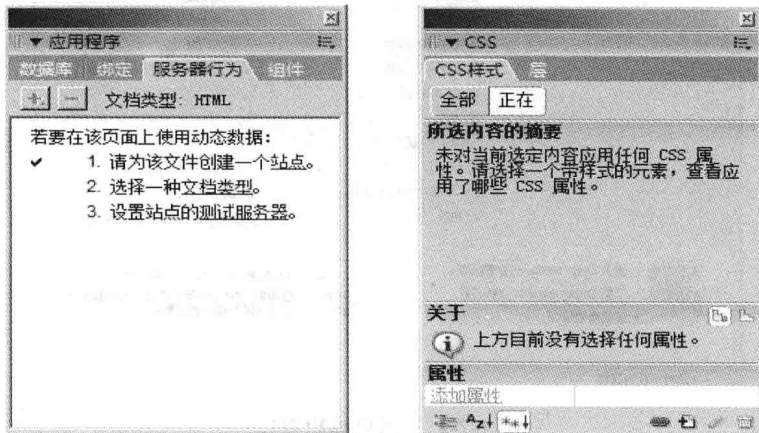 应用程序
数据库 绑定 服务器行为 组件
文档类型: HTML
若要在该页面上使用动态数据：
1. 请为该文件创建一个站点。
2. 选择一种文档类型。
3. 设置站点的测试服务器。
CSS
CSS样式 层
全部 正在
所选内容的摘要
未对当前选定内容应用任何 CSS 属
性。请选择一个带样式的元素，查看应
用了哪些 CSS 属性。
关于
上方目前没有选择任何属性。
属性
添加属性